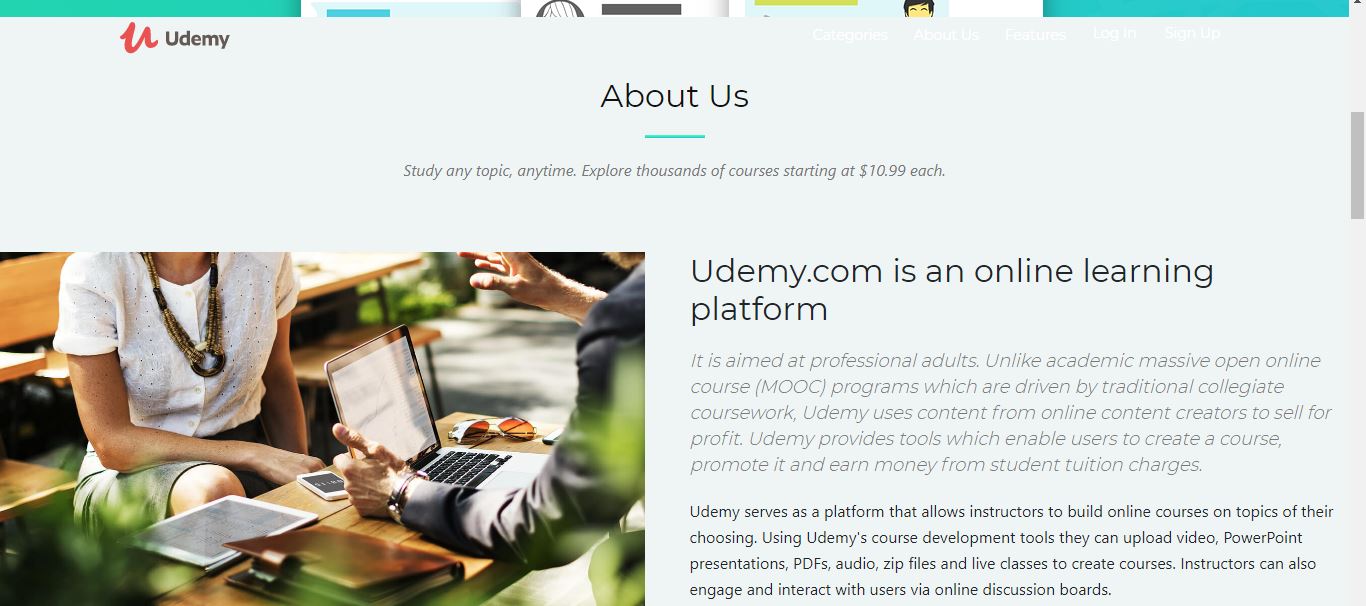 Udemy
Categories About Us Features Log In Sign Up
About Us
Study any topic, anytime. Explore thousands of courses starting at $10.99 each.
Udemy.com is an online learning
platform
It is aimed at professional adults. Unlike academic massive open online
course (MOOC) programs which are driven by traditional collegiate
coursework, Udemy uses content from online content creators to sell for
profit. Udemy provides tools which enable users to create a course,
promote it and earn money from student tuition charges.
Udemy serves as a platform that allows instructors to build online courses on topics of their
choosing. Using Udemy's course development tools they can upload video, PowerPoint
presentations, PDFs, audio, zip files and live classes to create courses. Instructors can also
engage and interact with users via online discussion boards.